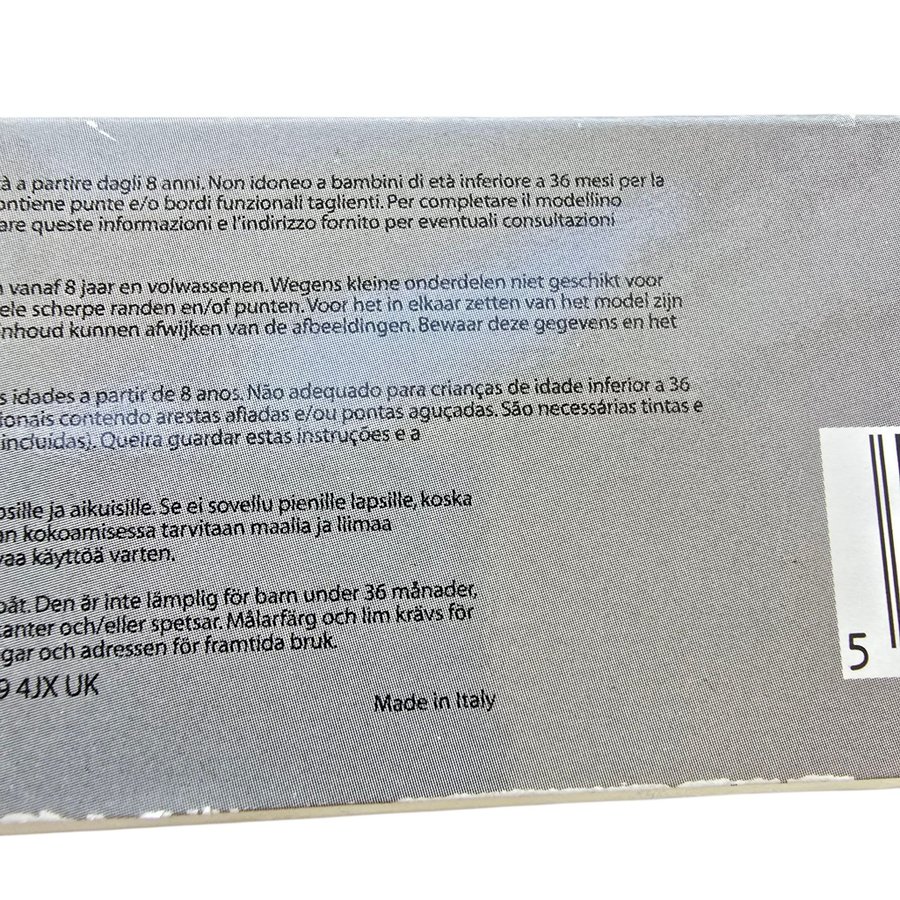 à a partire dagli 8 anni. Non idoneo a bambini di età inferiore a 36 mesi per la
ontiene punte e/o bordi funzionali taglienti. Per completare il modellino
are queste informazioni e l'indirizzo fornito per eventuali consultazioni
n vanaf 8 jaar en volwassenen. Wegens kleine onderdelen niet geschikt voor
ele scherpe randen en/of punten. Voor het in elkaar zetten van het model zijn
nhoud kunnen afwijken van de afbeeldingen. Bewaar deze gegevens en het
s idades a partir de 8 anos. Não adequado para crianças de idade inferior a 36
ionais contendo arestas afiadas e/ou pontas aguçadas. São necessárias tintas e
incluídas). Queira guardar estas instruções e a
psille ja aikuisille. Se ei sovellu pienille lapsille, koska
an kokoamisessa tarvitaan maalia ja liimaa
vaa käyttöä varten.
påt. Den är inte lämplig för barn under 36 månader,
kanter och/eller spetsar. Målarfärg och lim krävs för
gar och adressen för framtida bruk.
9 4JX UK
Made in Italy
5